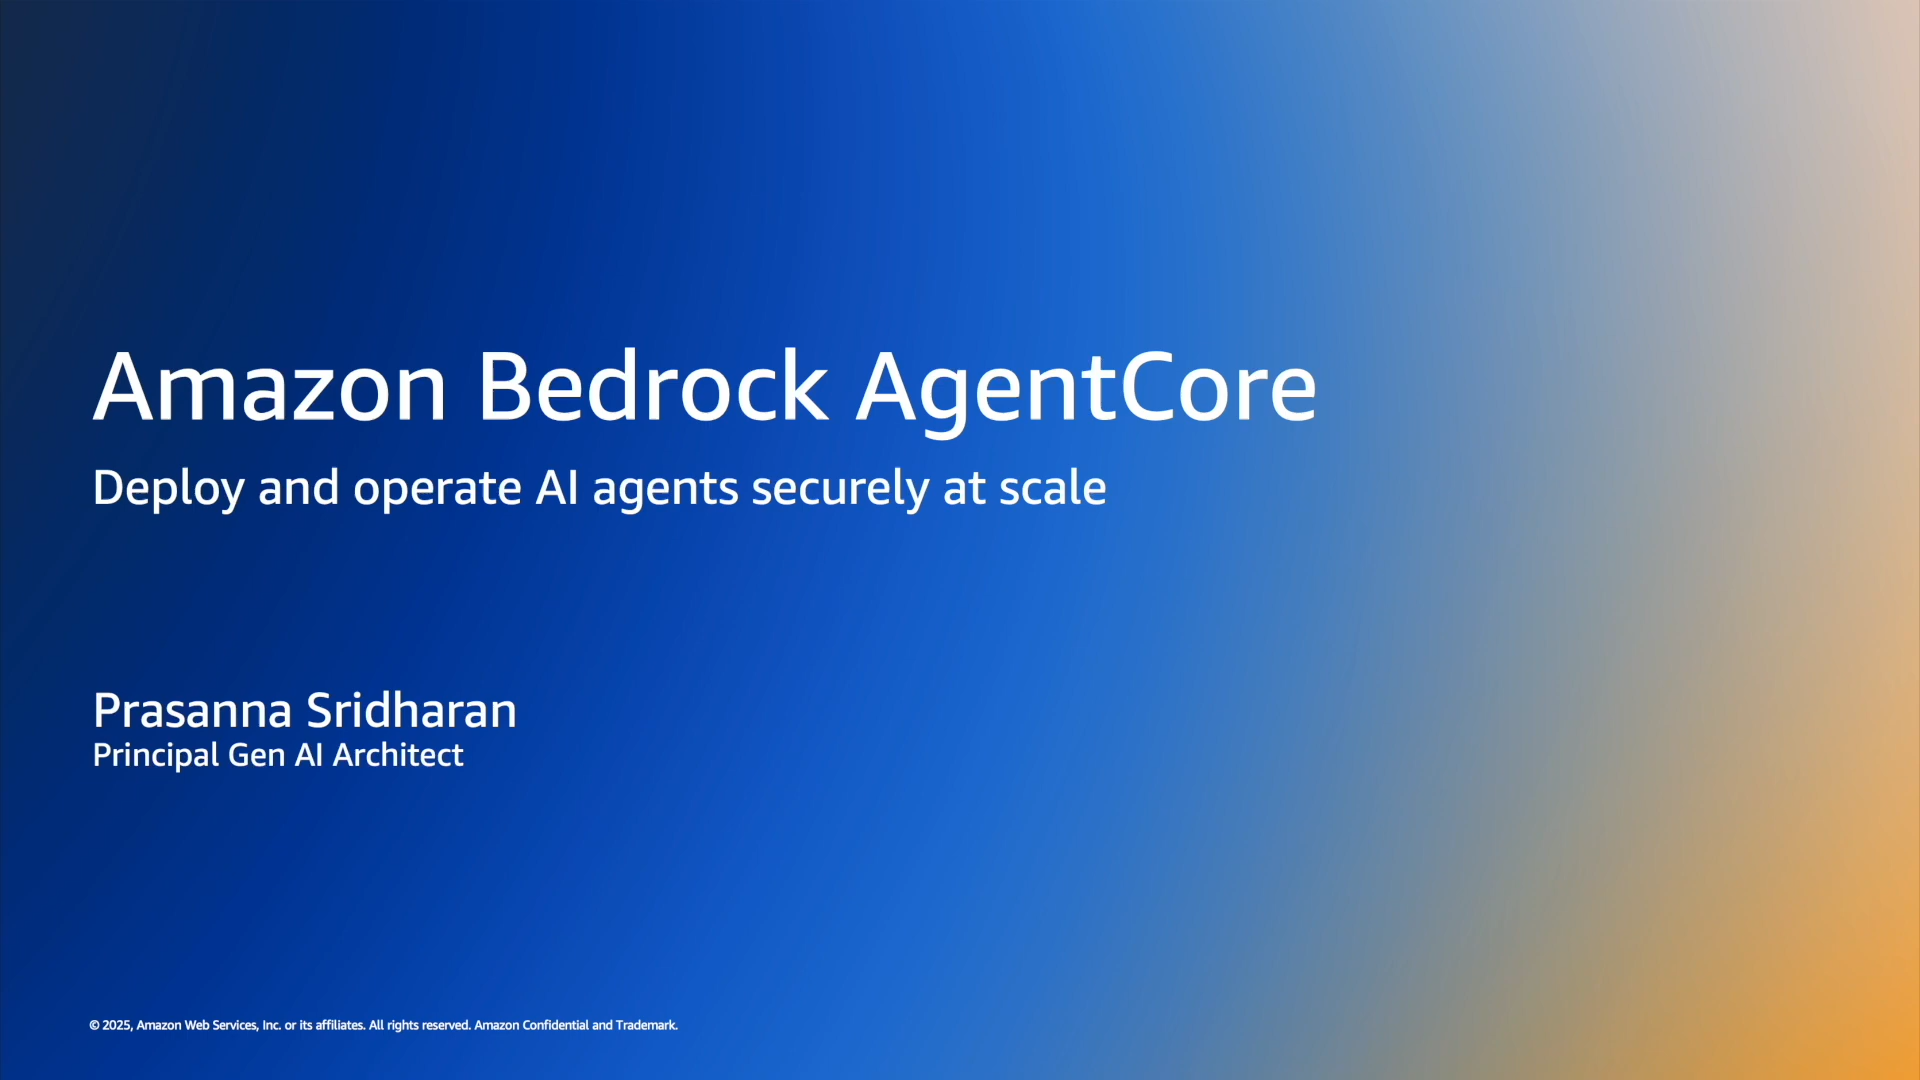 Amazon Bedrock AgentCore
Deploy and operate AI agents securely at scale
Prasanna Sridharan
Principal Gen AI Architect
© 2025, Amazon Web Services, Inc. or its affiliates. All rights reserved. Amazon Confidential and Trademark.